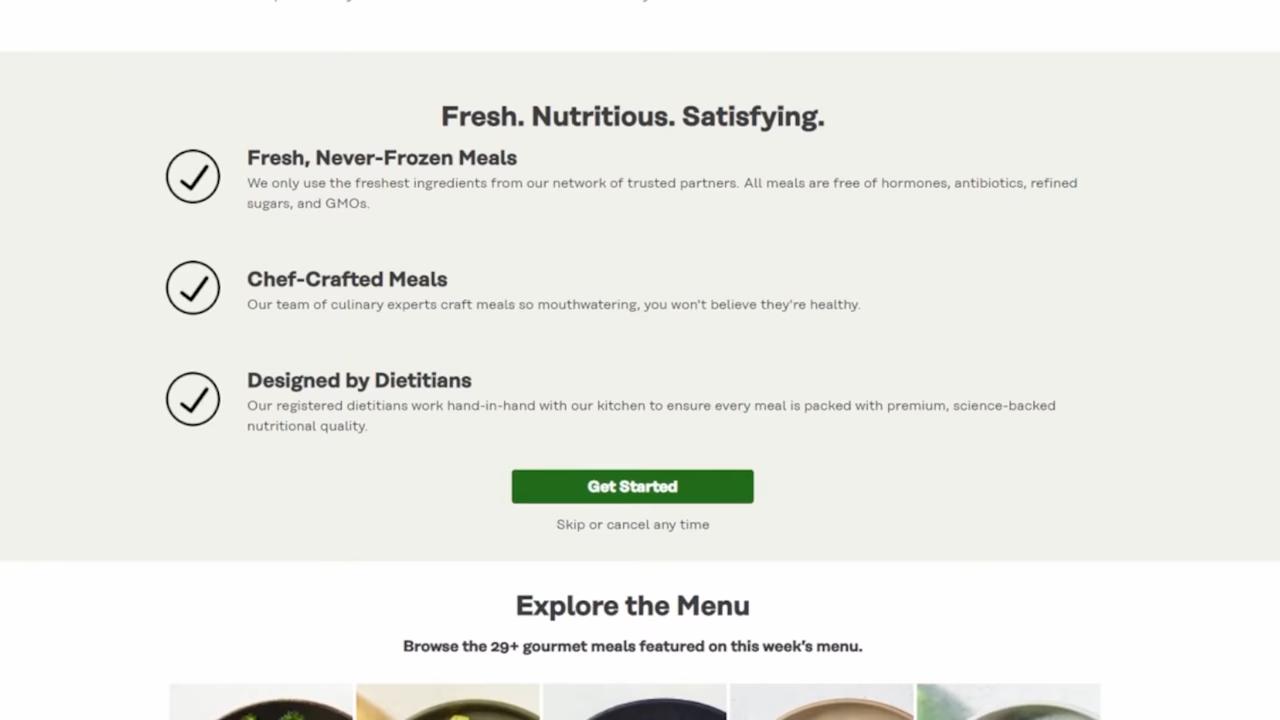 Fresh. Nutritious. Satisfying.
Fresh, Never-Frozen Meals
We only use the freshest ingredients from our network of trusted partners. All meals are free of hormones, antibiotics, refined
sugars, and GMOs.
Chef-Crafted Meals
Our team of culinary experts craft meals so mouthwatering, you won't believe they're healthy.
Designed by Dietitians
Our registered dietitians work hand-in-hand with our kitchen to ensure every meal is packed with premium, science-backed
nutritional quality.
Get Started
Skip or cancel any time
Explore the Menu
Browse the 29+ gourmet meals featured on this week's menu.